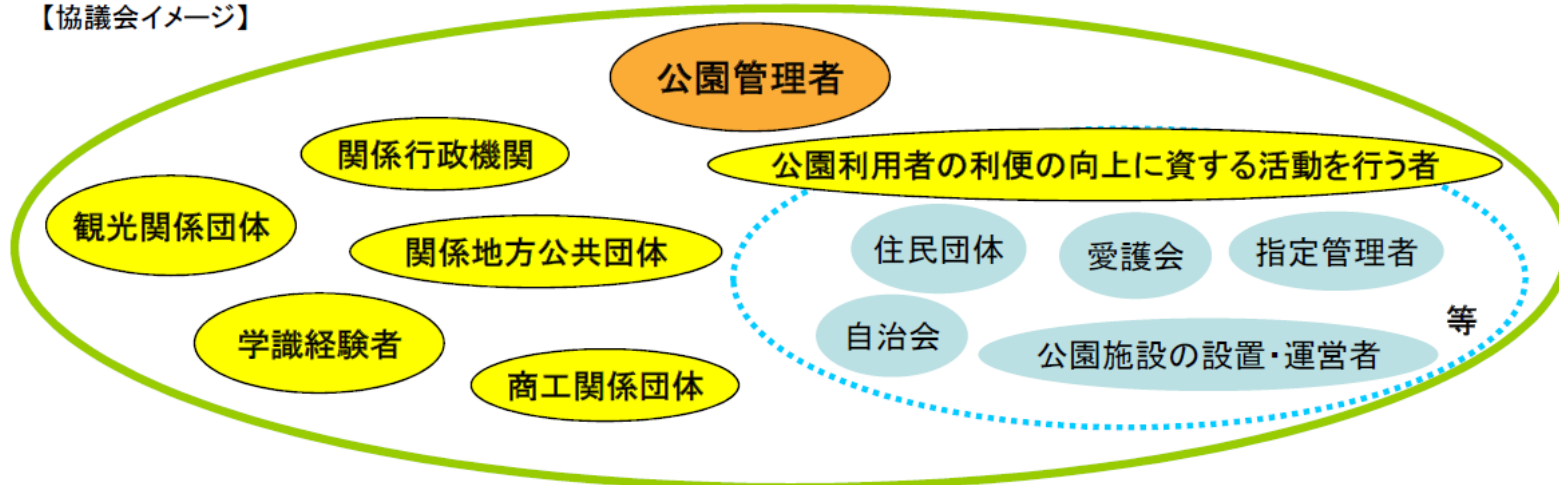 【協議会イメージ】
公園管理者
関係行政機関
公園利用者の利便の向上に資する活動を行う者
観光関係団体
関係地方公共団体
住民団体
愛護会
指定管理者
学識経験者
自治会
等
商工関係団体
公園施設の設置・運営者